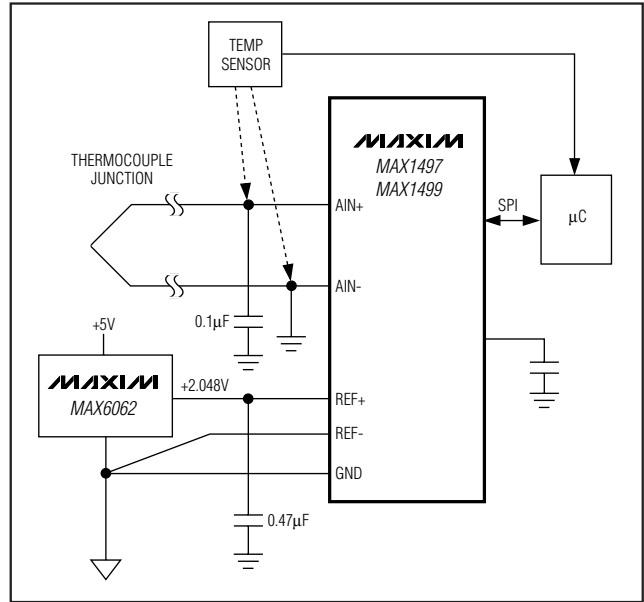 TEMP
SENSOR
MAXIM
MAX1497
MAX1499
THERMOCOUPLE
JUNCTION
AIN+
SPI
µC
AIN-
0.1µF
+5V
MAXIM
MAX6062
+2.048V
REF+
REF-
GND
0.47µF